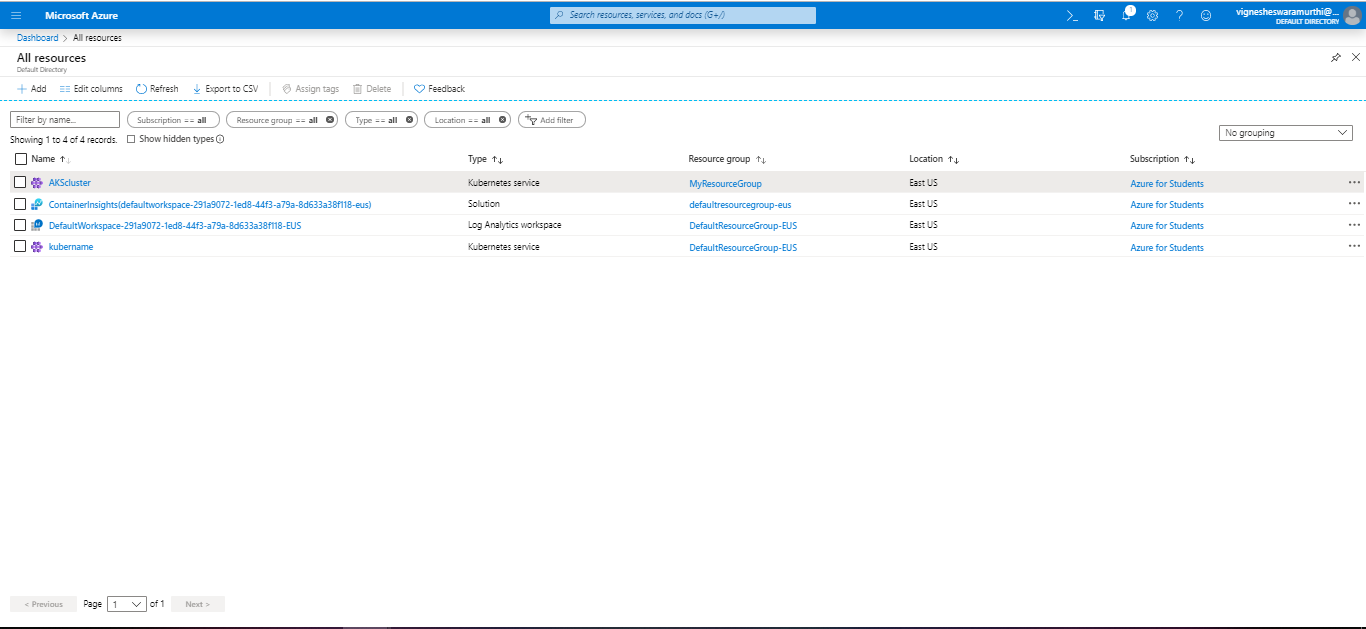 Microsoft Azure
Search resources, services, and docs (G+/)
1
vignesheswaramurthi@...
DEFAULT DIRECTORY
Dashboard > All resources
All resources
Default Directory
Add Edit columns Refresh Export to CSV Assign tags Delete Feedback
Filter by name... Subscription == all Resource group == all Type == all Location == all Add filter
Showing 1 to 4 of 4 records. Show hidden types
No grouping
Name Type Resource group Location Subscription
AKScluster Kubernetes service MyResourceGroup East US Azure for Students
ContainerInsights(defaultworkspace-291a9072-1ed8-44f3-a79a-8d633a38f118-eus) Solution defaultresourcegroup-eus East US Azure for Students
DefaultWorkspace-291a9072-1ed8-44f3-a79a-8d633a38f118-EUS Log Analytics workspace DefaultResourceGroup-EUS East US Azure for Students
kubername Kubernetes service DefaultResourceGroup-EUS East US Azure for Students
< Previous Page 1 of 1 Next >